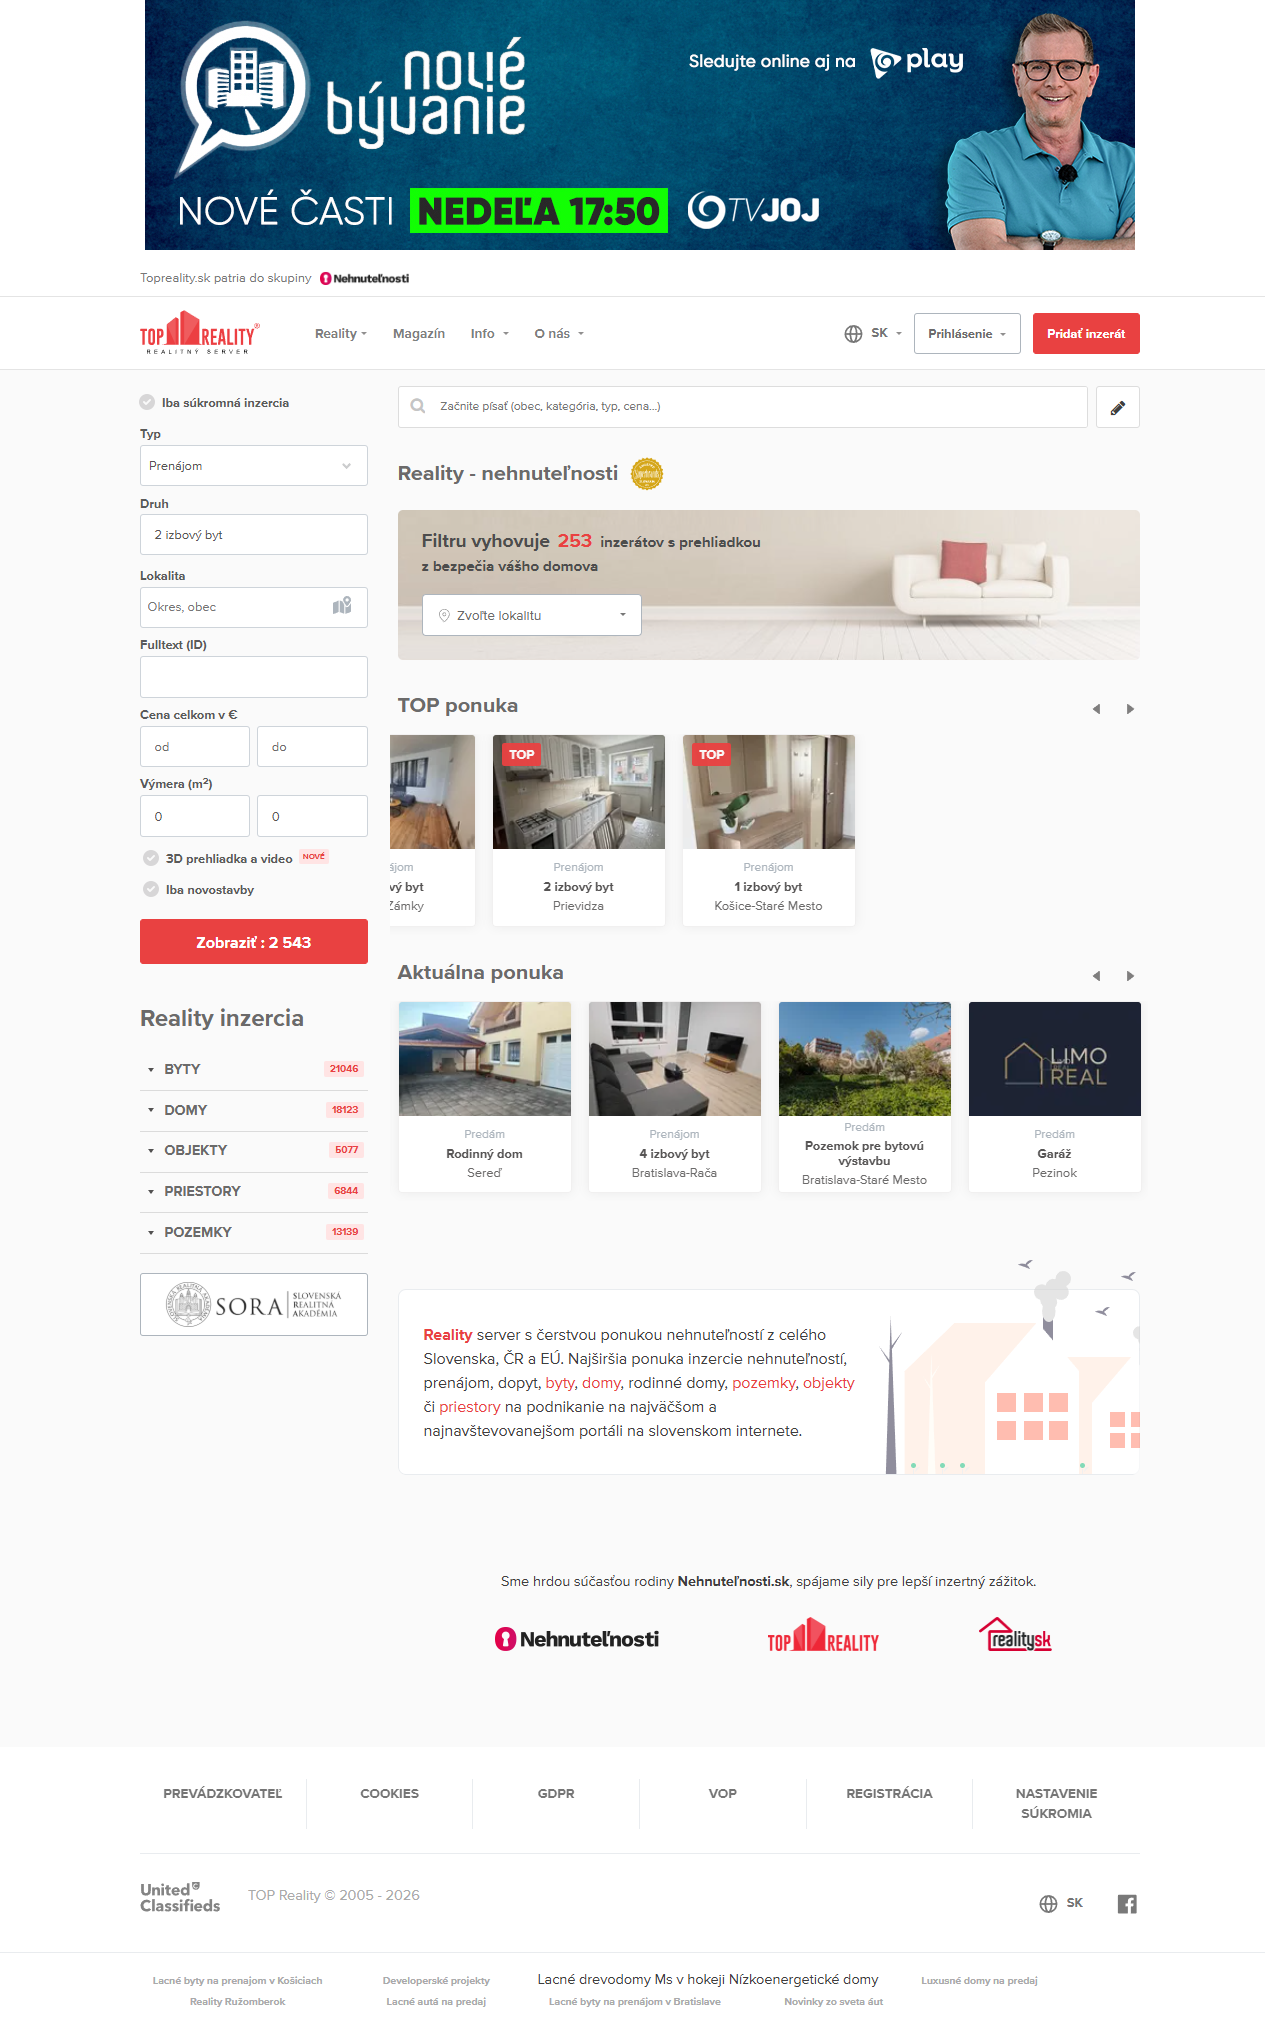 nové
bývanie
Sledujte online aj na play
NOVÉ ČASTI NEDEĽA 17:50 TVJOJ
Topreality.sk patria do skupiny Nehnuteľnosti
TOP REALITY®
REALITNÝ SERVER
Reality
Magazín
Info
O nás
SK
Prihlásenie
Pridať inzerát
Iba súkromná inzercia
Typ
Prenájom
Druh
2 izbový byt
Lokalita
Okres, obec
Fulltext (ID)
Cena celkom v €
od
do
Výmera (m²)
0
0
3D prehliadka a video NOVÉ
Iba novostavby
Zobraziť : 2 543
Reality inzercia
BYTY 21046
DOMY 18123
OBJEKTY 5077
PRIESTORY 6844
POZEMKY 13139
SORA
SLOVENSKÁ
REALITNÁ
AKADÉMIA
Začnite písať (obec, kategória, typ, cena...)
Reality - nehnuteľnosti
Filtru vyhovuje 253 inzerátov s prehliadkou
z bezpečia vášho domova
Zvoľte lokalitu
TOP ponuka
ájom
vý byt
Zámky
TOP
Prenájom
2 izbový byt
Prievidza
TOP
Prenájom
1 izbový byt
Košice-Staré Mesto
Aktuálna ponuka
Predám
Rodinný dom
Sereď
Prenájom
4 izbový byt
Bratislava-Rača
SGW
Predám
Pozemok pre bytovú
výstavbu
Bratislava-Staré Mesto
LIMO
REAL
Predám
Garáž
Pezinok
Reality server s čerstvou ponukou nehnuteľností z celého
Slovenska, ČR a EÚ. Najširšia ponuka inzercie nehnuteľností,
prenájom, dopyt, byty, domy, rodinné domy, pozemky, objekty
či priestory na podnikanie na najväčšom a
najnavštevovanejšom portáli na slovenskom internete.
Sme hrdou súčasťou rodiny Nehnuteľnosti.sk, spájame sily pre lepší inzertný zážitok.
Nehnuteľnosti
TOP REALITY
realitysk
PREVÁDZKOVATEĽ
COOKIES
GDPR
VOP
REGISTRÁCIA
NASTAVENIE
SÚKROMIA
United
Classifieds
TOP Reality © 2005 - 2026
SK
Lacné byty na prenajom v Košiciach
Developerské projekty
Lacné drevodomy Ms v hokeji Nízkoenergetické domy
Luxusné domy na predaj
Reality Ružomberok
Lacné autá na predaj
Lacné byty na prenájom v Bratislave
Novinky zo sveta áut